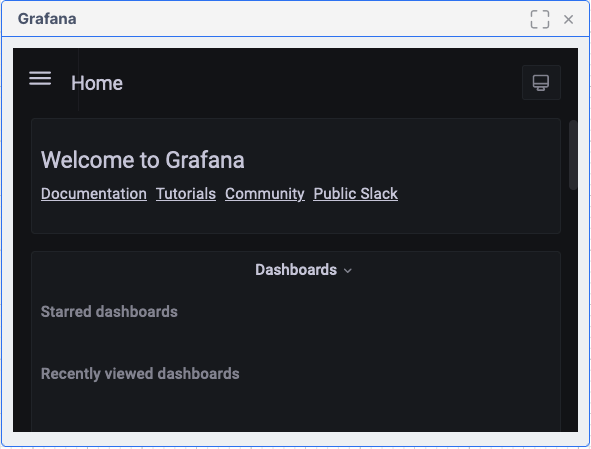 Grafana
Home
Welcome to Grafana
Documentation Tutorials Community Public Slack
Dashboards
Starred dashboards
Recently viewed dashboards